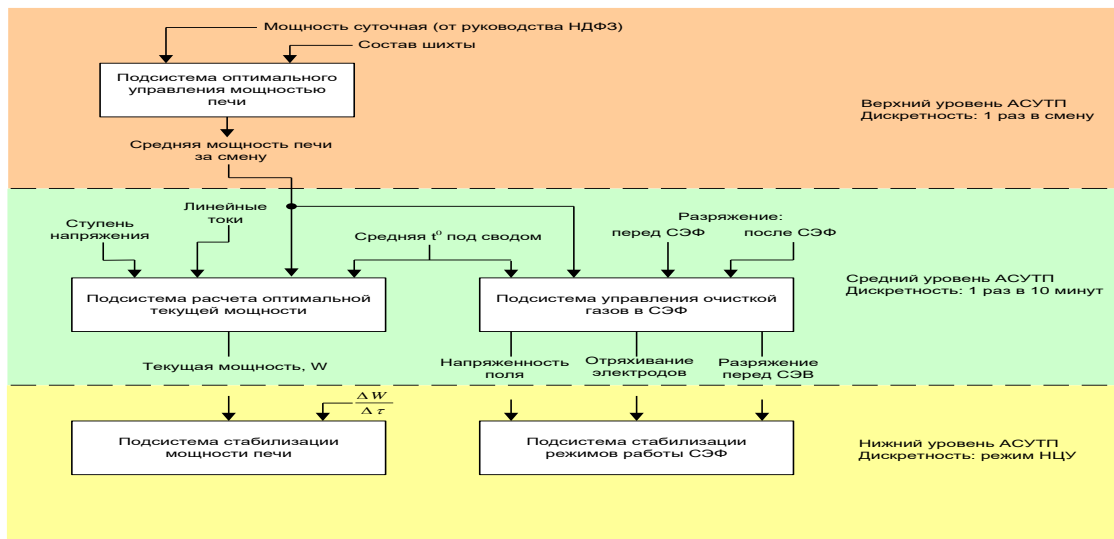 Мощность суточная (от руководства НДФЗ)
Состав шихты
Подсистема оптимального
управления мощностью
печи
Верхний уровень АСУТП
Дискретность: 1 раз в смену
Средняя мощность печи
за смену
Ступень
напряжения
Линейные
токи
Средняя t⁰ под сводом
Разряжение:
перед СЭФ
после СЭФ
Подсистема расчета оптимальной
текущей мощности
Подсистема управления очисткой
газов в СЭФ
Средний уровень АСУТП
Дискретность: 1 раз в 10 минут
Текущая мощность, W
Напряженность
поля
Отряхивание
электродов
Разряжение
перед СЭВ
ΔW
Δτ
Подсистема стабилизации
мощности печи
Подсистема стабилизации
режимов работы СЭФ
Нижний уровень АСУТП
Дискретность: режим НЦУ